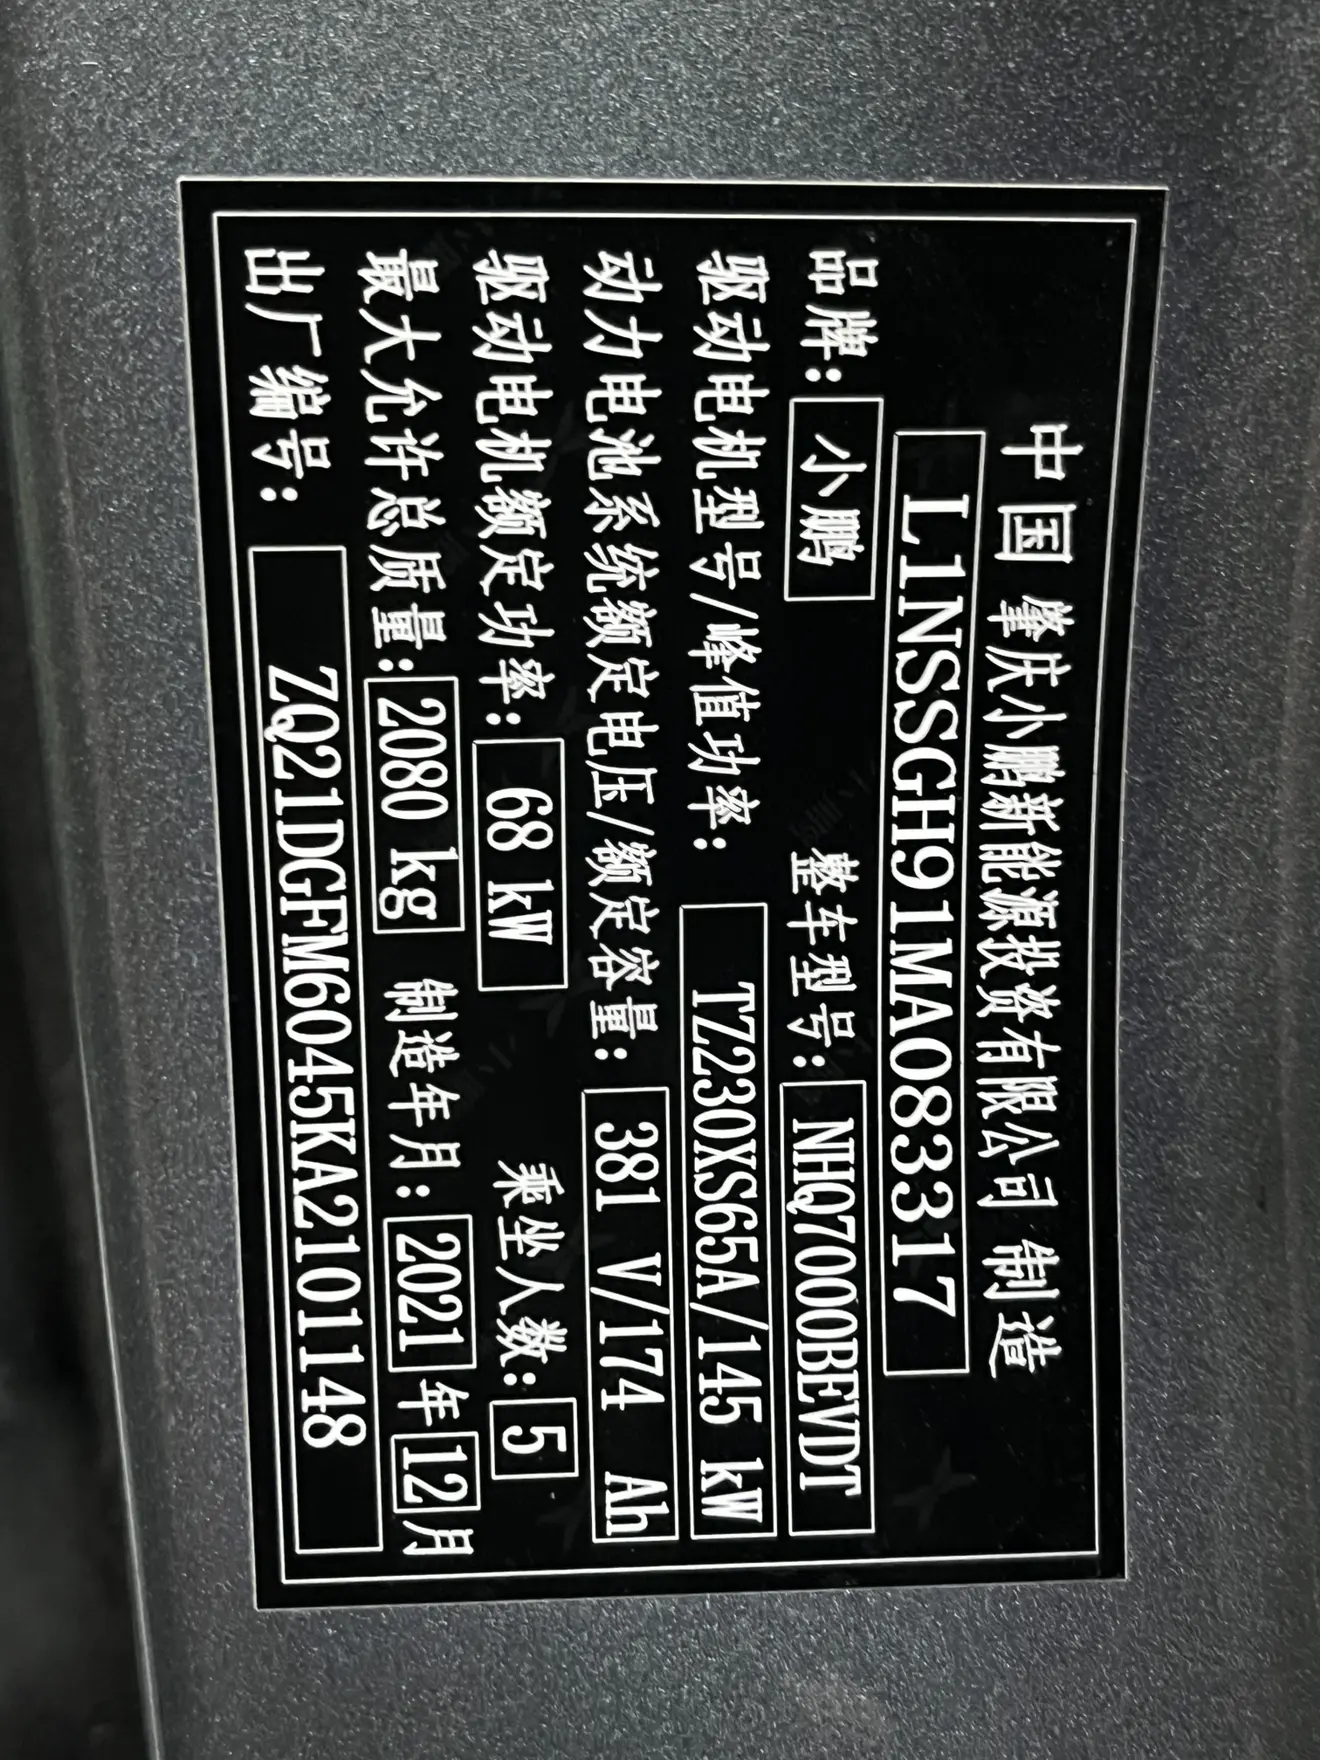 中国 肇庆小鹏新能源投资有限公司 制造
L1NSSGH91MA083317
品牌: 小鹏 整车型号: NHQ7000BEVDT
驱动电机型号/峰值功率: TZ230XS65A/145 kW
动力电池系统额定电压/额定容量: 381 V/174 Ah
驱动电机额定功率: 68 kW 乘坐人数: 5
最大允许总质量: 2080 kg 制造年月: 2021 年 12 月
出厂编号: ZQ21DGFM6045KA2101148